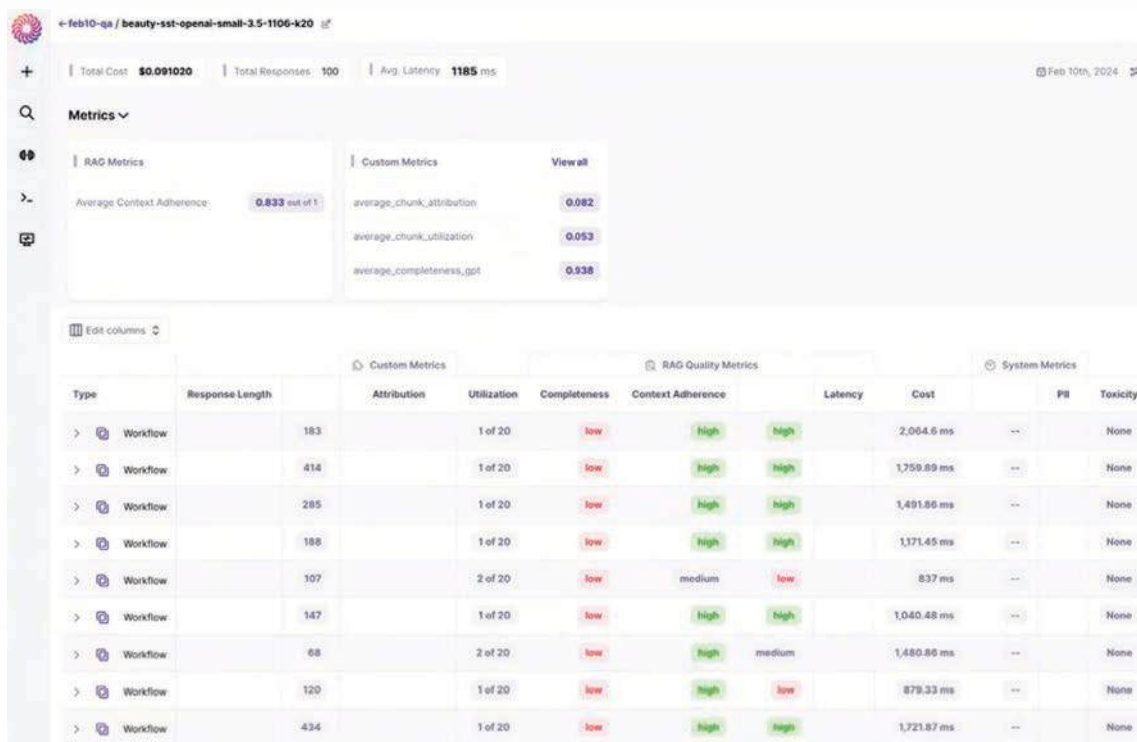 ← feb10-qa / beauty-sst-openai-small-3.5-1106-k20
Total Cost $0.091020 Total Responses 100 Avg. Latency 1185 ms Feb 10th, 2024
Metrics
RAG Metrics Custom Metrics View all
Average Context Adherence 0.833 out of 1 average_chunk_attribution 0.082
average_chunk_utilization 0.053
average_completeness_gpt 0.938
Edit columns
Custom Metrics RAG Quality Metrics System Metrics
Type Response Length Attribution Utilization Completeness Context Adherence Latency Cost PII Toxicity
Workflow 183 1 of 20 low high high 2,064.6 ms -- None
Workflow 414 1 of 20 low high high 1,759.89 ms -- None
Workflow 285 1 of 20 low high high 1,491.86 ms -- None
Workflow 188 1 of 20 low high high 1,171.45 ms -- None
Workflow 107 2 of 20 low medium low 837 ms -- None
Workflow 147 1 of 20 low high high 1,040.48 ms -- None
Workflow 68 2 of 20 low high medium 1,480.86 ms -- None
Workflow 120 1 of 20 low high low 879.33 ms -- None
Workflow 434 1 of 20 low high high 1,721.87 ms -- None